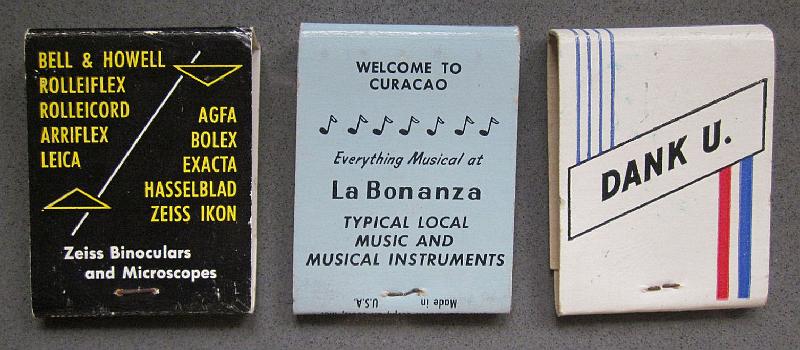 BELL & HOWELL
ROLLEIFLEX
ROLLEICORD
ARRIFLEX
LEICA
AGFA
BOLEX
EXACTA
HASSELBLAD
ZEISS IKON
Zeiss Binoculars
and Microscopes
WELCOME TO
CURACAO
Everything Musical at
La Bonanza
TYPICAL LOCAL
MUSIC AND
MUSICAL INSTRUMENTS
Made in U.S.A.
DANK U.